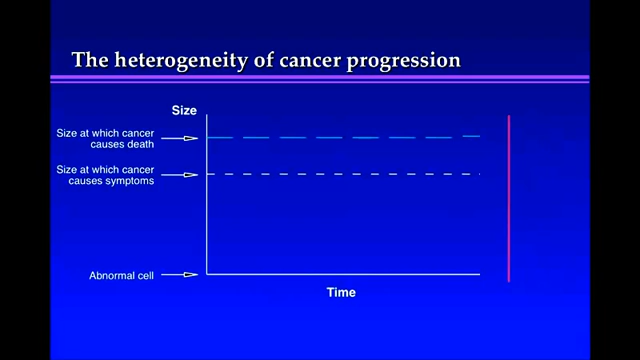 The heterogeneity of cancer progression
Size
Size at which cancer
causes death
Size at which cancer
causes symptoms
Abnormal cell
Time